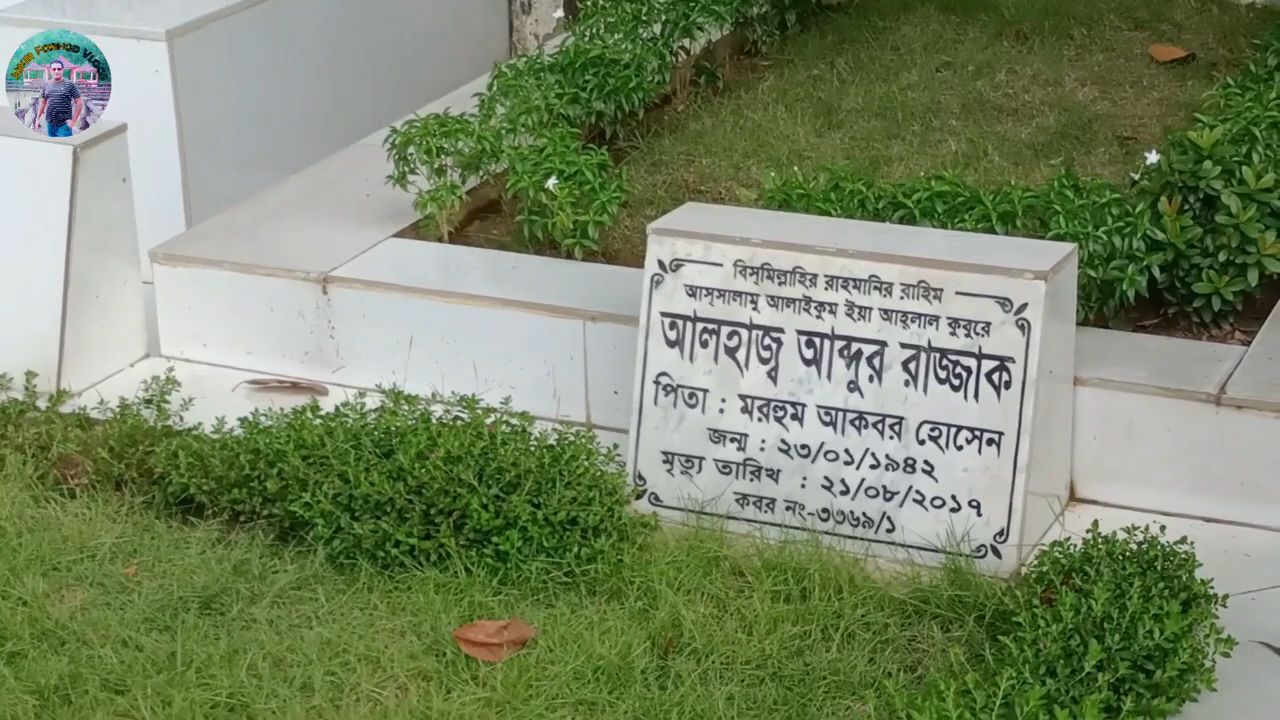 বিস্‌মিল্লাহির রাহমানির রাহিম
আস্‌সালামু আলাইকুম ইয়া আহ্‌লাল কুবুরে
আলহাজ্ব আব্দুর রাজ্জাক
পিতা : মরহুম আকবর হোসেন
জন্ম : ২৩/০১/১৯৪২
মৃত্যু তারিখ : ২১/০৮/২০১৭
কবর নং-৩৩৬৯/১